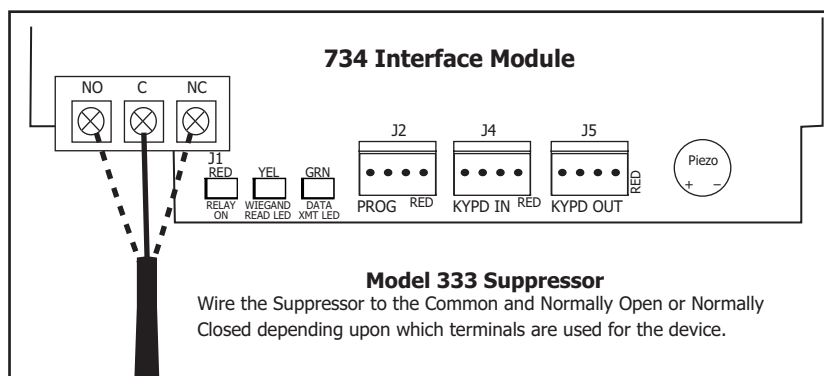 734 Interface Module
NO C NC
J1
RED YEL GRN
RELAY ON
WIEGAND READ LED
DATA XMT LED
J2
PROG RED
J4
KYPD IN RED
J5
KYPD OUT RED
Piezo
+ −
Model 333 Suppressor
Wire the Suppressor to the Common and Normally Open or Normally
Closed depending upon which terminals are used for the device.